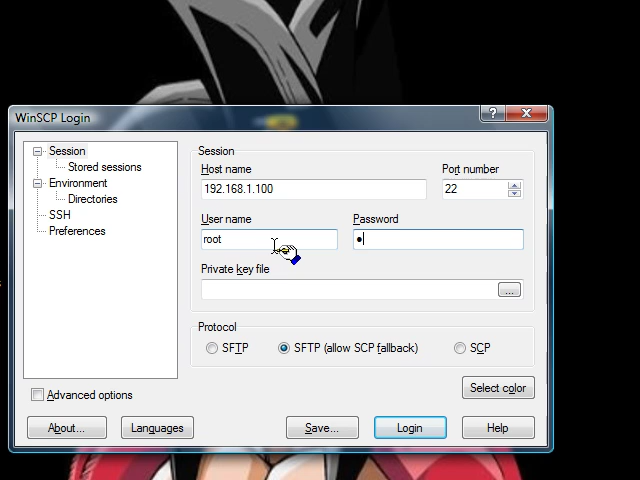 WinSCP Login
Session
Stored sessions
Environment
Directories
SSH
Preferences
Session
Host name
Port number
192.168.1.100
22
User name
Password
root
●
Private key file
...
Protocol
SFTP
SFTP (allow SCP fallback)
SCP
Select color
Advanced options
About...
Languages
Save...
Login
Help